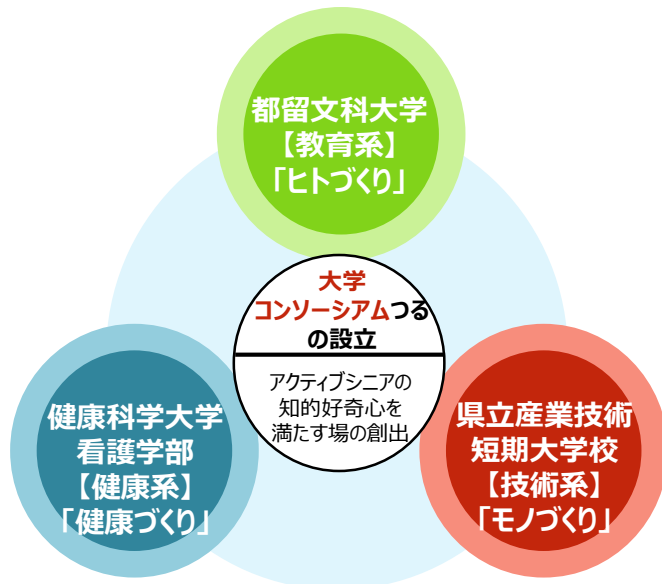 都留文科大学
【教育系】
「ヒトづくり」
大学
コンソーシアムつる
の設立
アクティブシニアの
知的好奇心を
満たす場の創出
健康科学大学
看護学部
【健康系】
「健康づくり」
県立産業技術
短期大学校
【技術系】
「モノづくり」